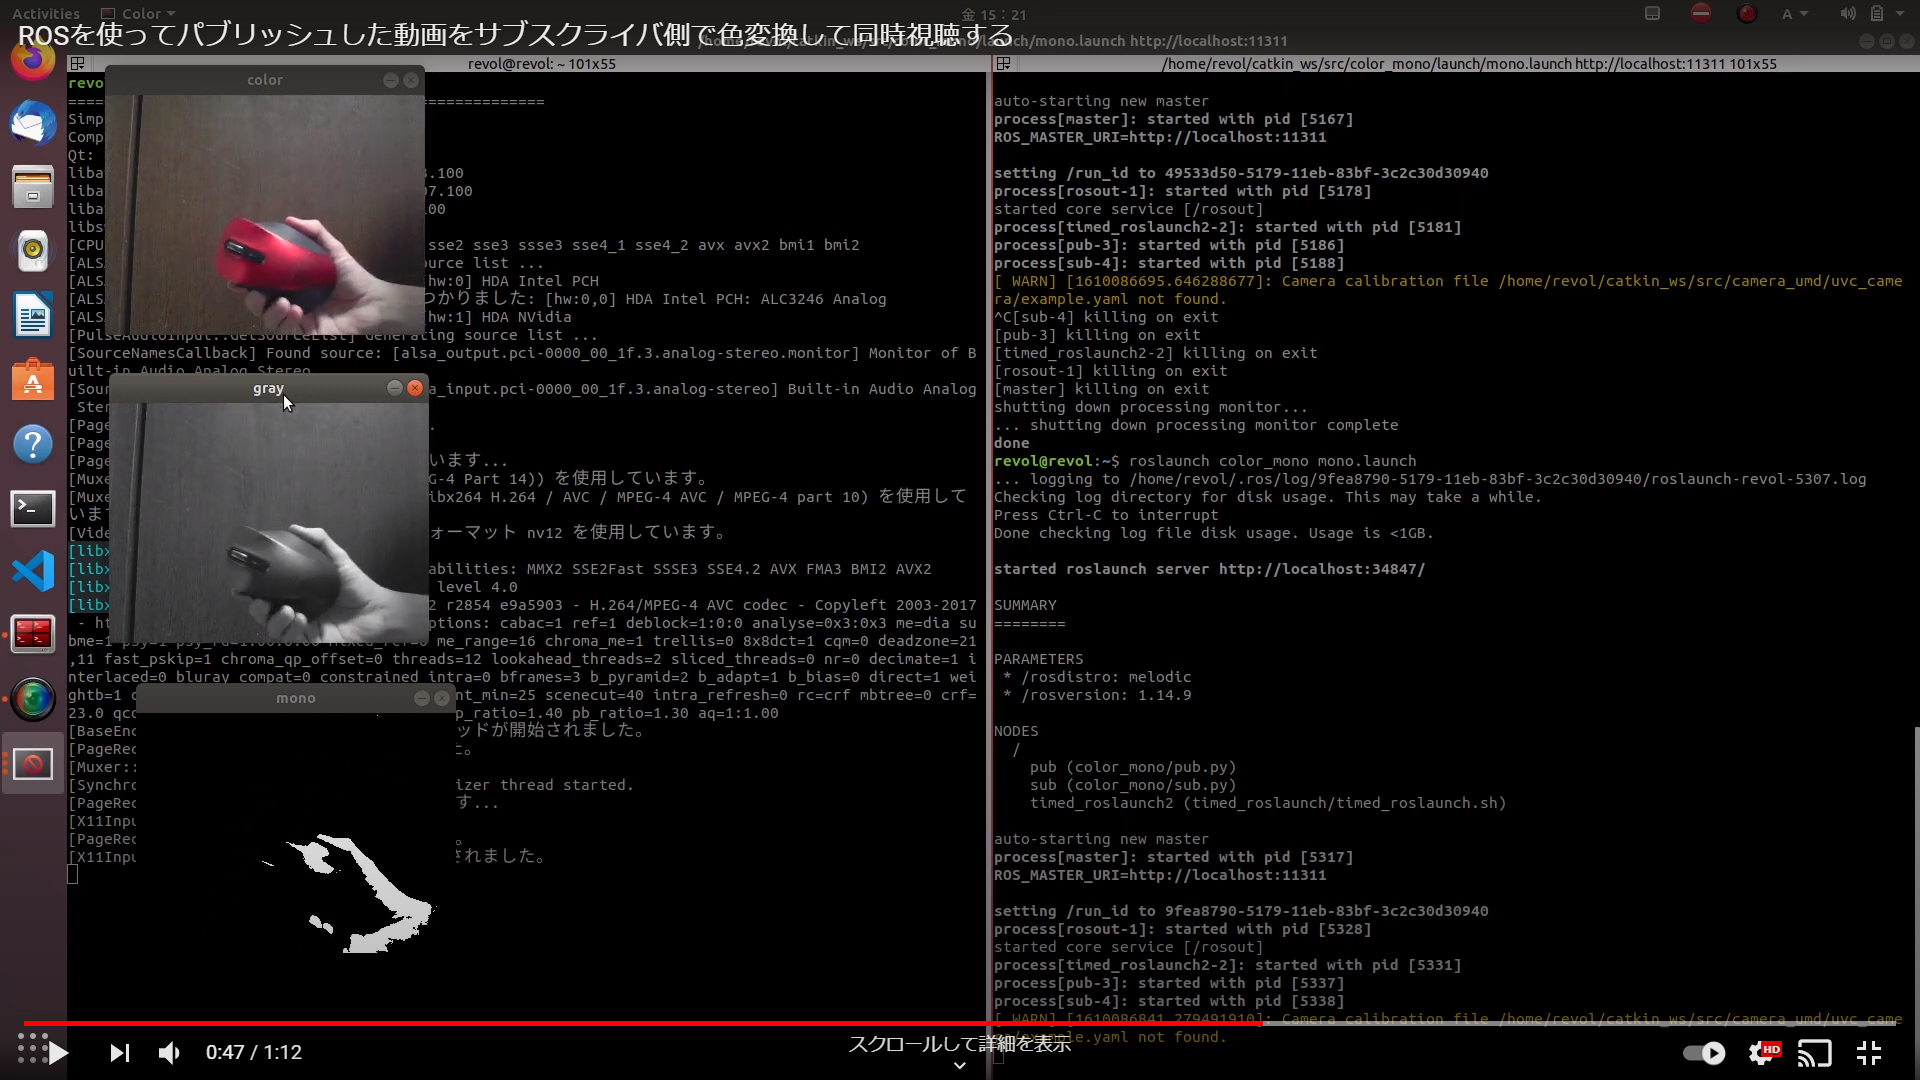 Activities
Color
金 15:21
A
ROSを使ってパブリッシュした動画をサブスクライバ側で色変換して同時視聴する
launch/mono.launch http://localhost:11311
revol@revol: ~ 101x55
color
revo
Simp
Comp
Qt:
liba
.100
liba
07.100
liba
00
libs
[CPU
sse2 sse3 ssse3 sse4_1 sse4_2 avx avx2 bmi1 bmi2
[ALS
urce list ...
[ALS
[hw:0] HDA Intel PCH
[ALS
つかりました: [hw:0,0] HDA Intel PCH: ALC3246 Analog
[ALS
[hw:1] HDA NVidia
[PulseAudioInput::GetSourceList] Generating source list ...
[SourceNamesCallback] Found source: [alsa_output.pci-0000_00_1f.3.analog-stereo.monitor] Monitor of B
uilt-in Audio Analog Stereo
gray
[Sour
a_input.pci-0000_00_1f.3.analog-stereo] Built-in Audio Analog
Ster
[Page
[Page
[Page
います...
[Muxe
G-4 Part 14)) を使用しています。
[Muxe
ibx264 H.264 / AVC / MPEG-4 AVC / MPEG-4 part 10) を使用して
います
[Vide
ォーマット nv12 を使用しています。
[libx
[libx
abilities: MMX2 SSE2Fast SSSE3 SSE4.2 AVX FMA3 BMI2 AVX2
[libx
level 4.0
[libx
2 r2854 e9a5903 - H.264/MPEG-4 AVC codec - Copyleft 2003-2017
- ht
ptions: cabac=1 ref=1 deblock=1:0:0 analyse=0x3:0x3 me=dia su
bme=1 psy=1 psy_rd=1.00:0.00 mixed_ref=0 me_range=16 chroma_me=1 trellis=0 8x8dct=1 cqm=0 deadzone=21
,11 fast_pskip=1 chroma_qp_offset=0 threads=12 lookahead_threads=2 sliced_threads=0 nr=0 decimate=1 i
nterlaced=0 bluray_compat=0 constrained_intra=0 bframes=3 b_pyramid=2 b_adapt=1 b_bias=0 direct=1 wei
mono
ghtb=1
nt_min=25 scenecut=40 intra_refresh=0 rc=crf mbtree=0 crf=
23.0 qco
p_ratio=1.40 pb_ratio=1.30 aq=1:1.00
[BaseEnc
ッドが開始されました。
[PageRec
た。
[Muxer::
[Synchro
izer thread started.
[PageRec
す...
[X11Inpu
[PageRec
[X11Inpu
されました。
/home/revol/catkin_ws/src/color_mono/launch/mono.launch http://localhost:11311 101x55
auto-starting new master
process[master]: started with pid [5167]
ROS_MASTER_URI=http://localhost:11311
setting /run_id to 49533d50-5179-11eb-83bf-3c2c30d30940
process[rosout-1]: started with pid [5178]
started core service [/rosout]
process[timed_roslaunch2-2]: started with pid [5181]
process[pub-3]: started with pid [5186]
process[sub-4]: started with pid [5188]
[ WARN] [1610086695.646288677]: Camera calibration file /home/revol/catkin_ws/src/camera_umd/uvc_came
ra/example.yaml not found.
^C[sub-4] killing on exit
[pub-3] killing on exit
[timed_roslaunch2-2] killing on exit
[rosout-1] killing on exit
[master] killing on exit
shutting down processing monitor...
... shutting down processing monitor complete
done
revol@revol:~$ roslaunch color_mono mono.launch
... logging to /home/revol/.ros/log/9fea8790-5179-11eb-83bf-3c2c30d30940/roslaunch-revol-5307.log
Checking log directory for disk usage. This may take a while.
Press Ctrl-C to interrupt
Done checking log file disk usage. Usage is <1GB.
started roslaunch server http://localhost:34847/
SUMMARY
========
PARAMETERS
* /rosdistro: melodic
* /rosversion: 1.14.9
NODES
/
pub (color_mono/pub.py)
sub (color_mono/sub.py)
timed_roslaunch2 (timed_roslaunch/timed_roslaunch.sh)
auto-starting new master
process[master]: started with pid [5317]
ROS_MASTER_URI=http://localhost:11311
setting /run_id to 9fea8790-5179-11eb-83bf-3c2c30d30940
process[rosout-1]: started with pid [5328]
started core service [/rosout]
process[timed_roslaunch2-2]: started with pid [5331]
process[pub-3]: started with pid [5337]
process[sub-4]: started with pid [5338]
[ WARN] [1610086841.279491910]: Camera calibration file /home/revol/catkin_ws/src/camera_umd/uvc_came
ra/example.yaml not found.
0:47 / 1:12
スクロールして詳細を表示
HD